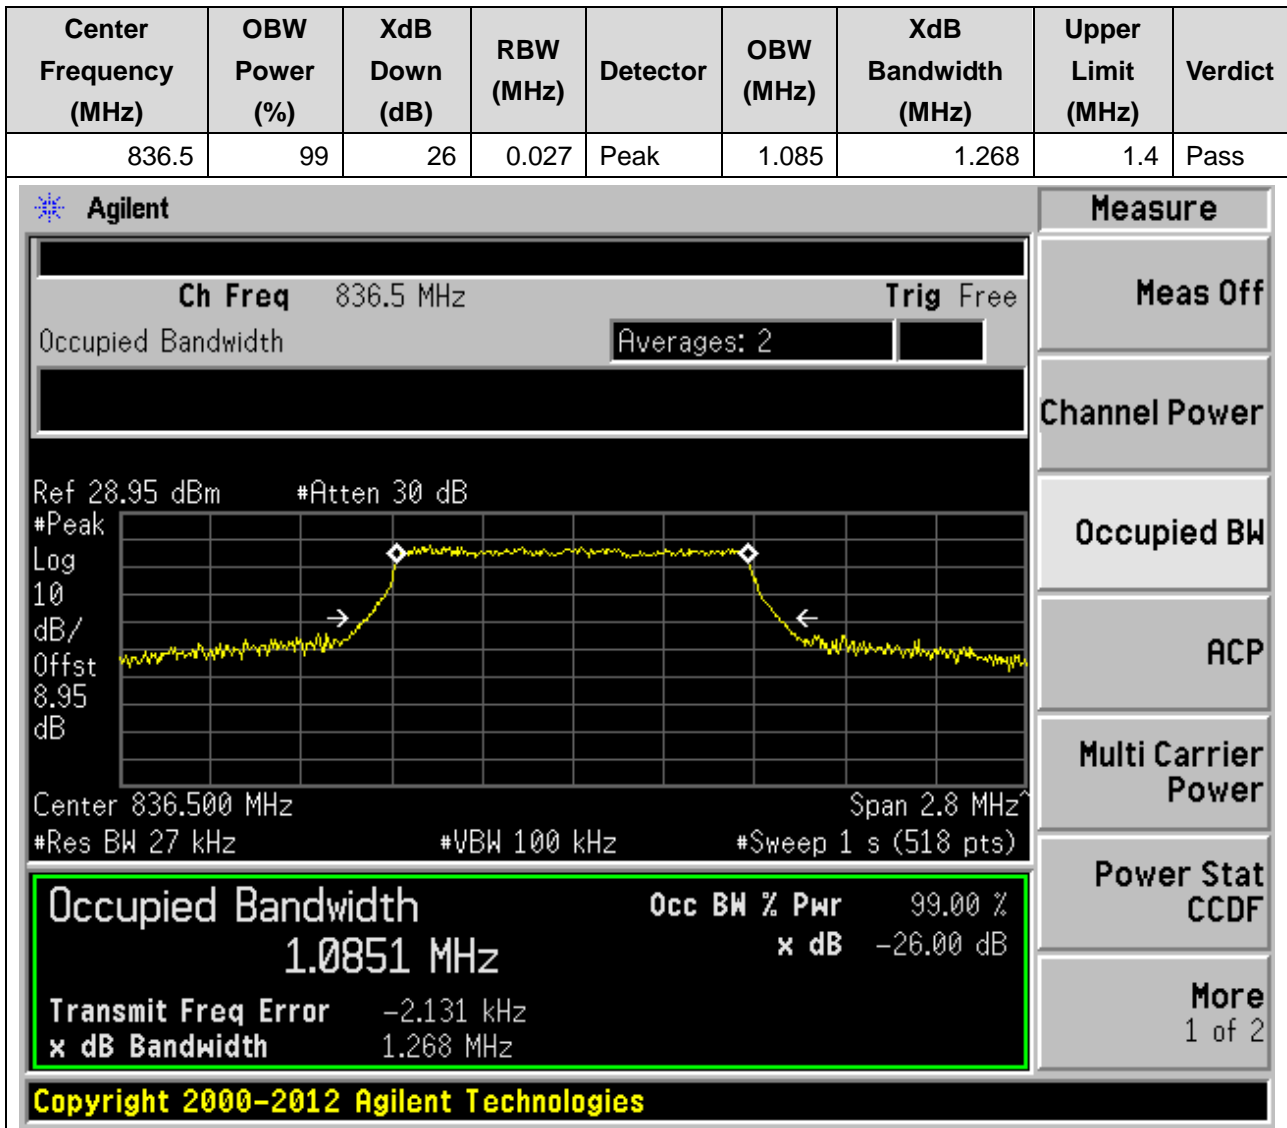 Center Frequency (MHz) OBW Power (%) XdB Down (dB) RBW (MHz) Detector OBW (MHz) XdB Bandwidth (MHz) Upper Limit (MHz) Verdict
836.5 99 26 0.027 Peak 1.085 1.268 1.4 Pass
Agilent
Measure
Ch Freq 836.5 MHz Trig Free
Occupied Bandwidth Averages: 2
Ref 28.95 dBm #Atten 30 dB
#Peak
Log
10
dB/
Offst
8.95
dB
Center 836.500 MHz Span 2.8 MHz^
#Res BW 27 kHz #VBW 100 kHz #Sweep 1 s (518 pts)
Occupied Bandwidth Occ BW % Pwr 99.00 %
1.0851 MHz x dB -26.00 dB
Transmit Freq Error -2.131 kHz
x dB Bandwidth 1.268 MHz
Meas Off
Channel Power
Occupied BW
ACP
Multi Carrier
Power
Power Stat
CCDF
More
1 of 2
Copyright 2000-2012 Agilent Technologies